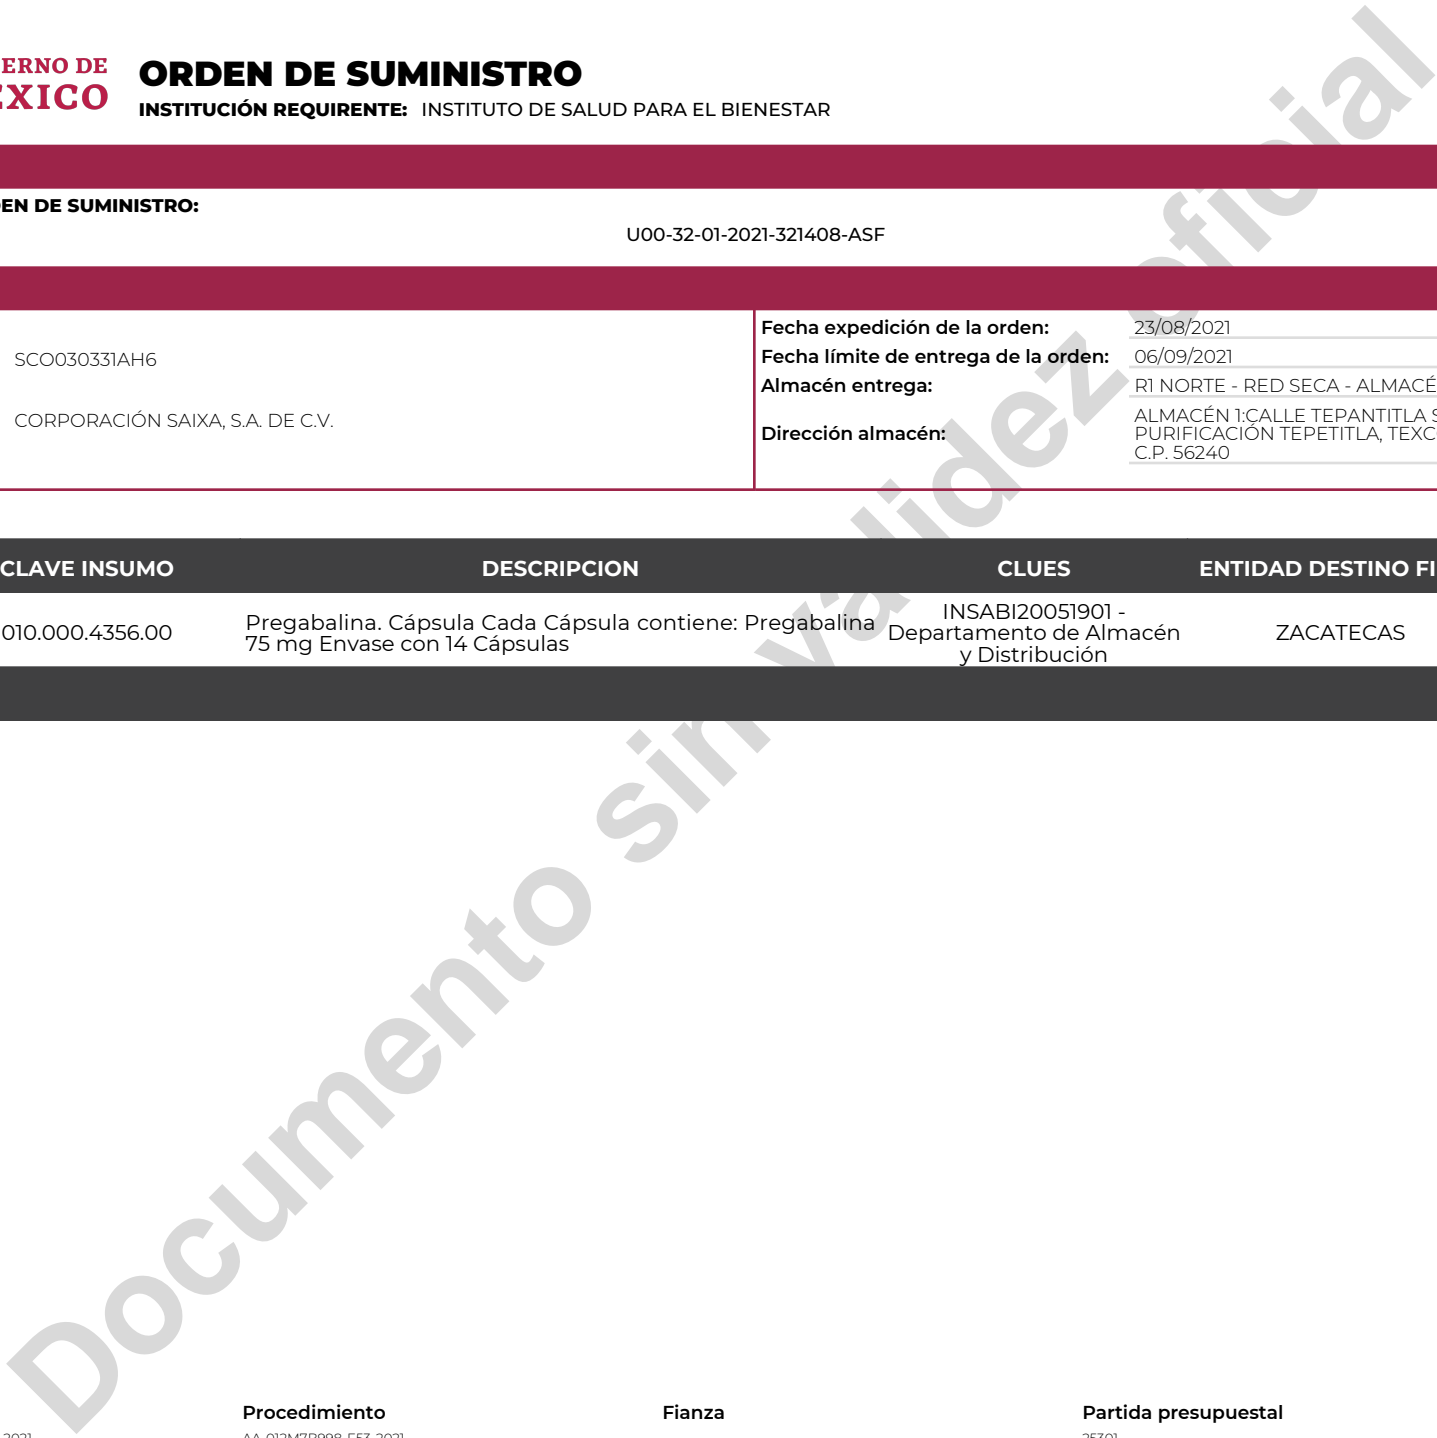 ERNO DE
EXICO
ORDEN DE SUMINISTRO
INSTITUCIÓN REQUIRENTE: INSTITUTO DE SALUD PARA EL BIENESTAR
EN DE SUMINISTRO:
U00-32-01-2021-321408-ASF
SCO030331AH6
CORPORACIÓN SAIXA, S.A. DE C.V.
Fecha expedición de la orden: 23/08/2021
Fecha límite de entrega de la orden: 06/09/2021
Almacén entrega: R1 NORTE - RED SECA - ALMACÉ
Dirección almacén:
ALMACÉN 1:CALLE TEPANTITLA S
PURIFICACIÓN TEPETITLA, TEXC
C.P. 56240
CLAVE INSUMO DESCRIPCION CLUES ENTIDAD DESTINO FI
010.000.4356.00
Pregabalina. Cápsula Cada Cápsula contiene: Pregabalina
75 mg Envase con 14 Cápsulas
INSABI20051901 -
Departamento de Almacén
y Distribución
ZACATECAS
Documento sin validez oficial
Procedimiento Fianza Partida presupuestal